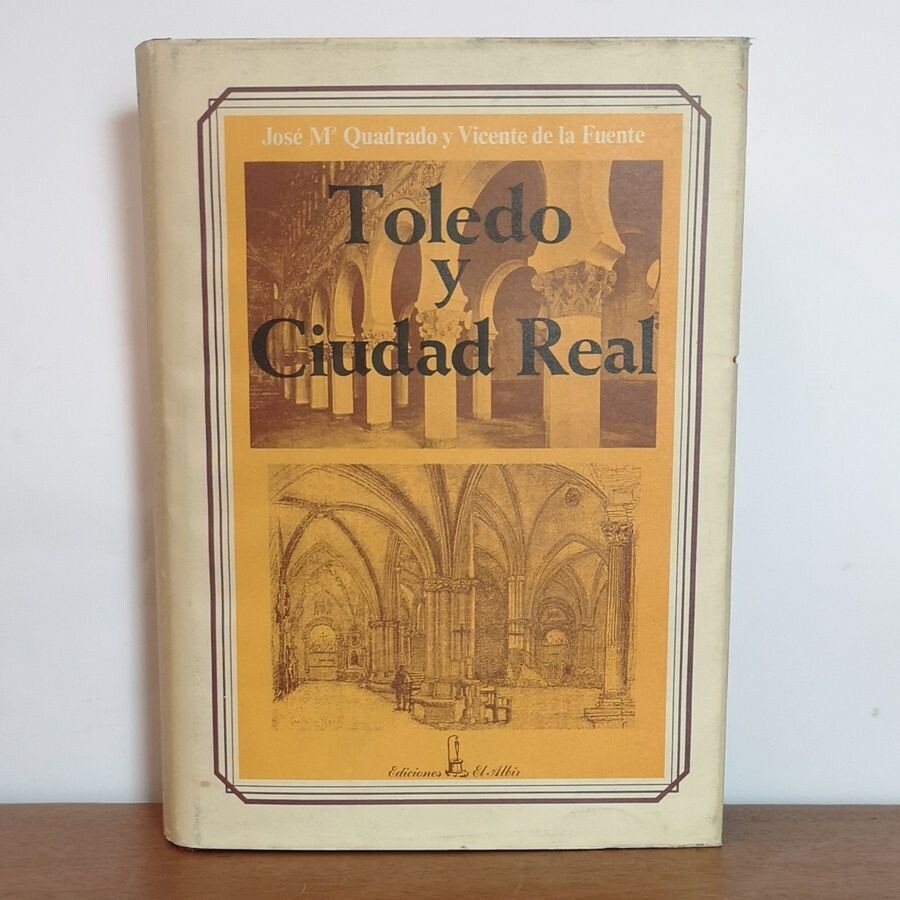 José Mª Quadrado y Vicente de la Fuente
Toledo
y
Ciudad Real
Ediciones El Albir